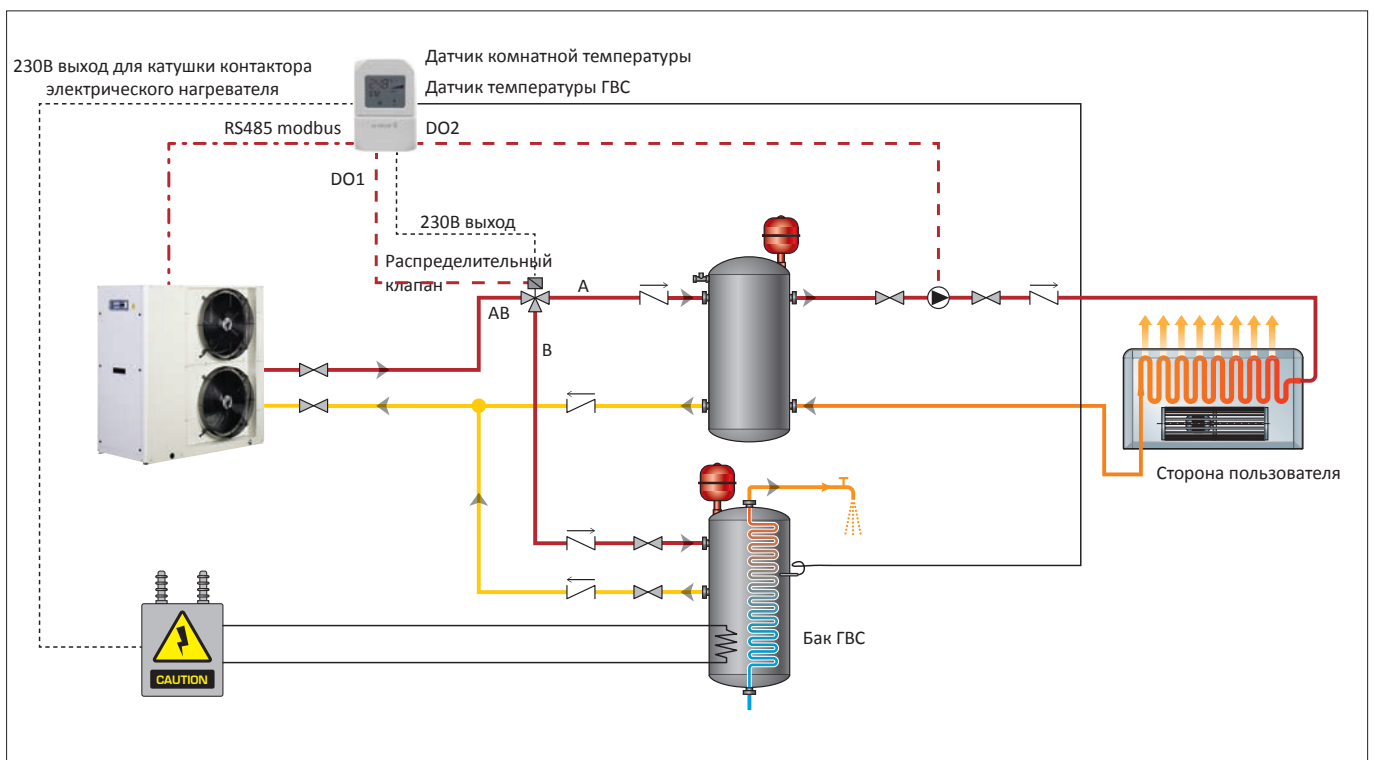 Датчик комнатной температуры
230В выход для катушки контактора
электрического нагревателя
Датчик температуры ГВС
RS485 modbus
DO2
DO1
230В выход
Распределительный
клапан
A
AB
B
Сторона пользователя
Бак ГВС
CAUTION